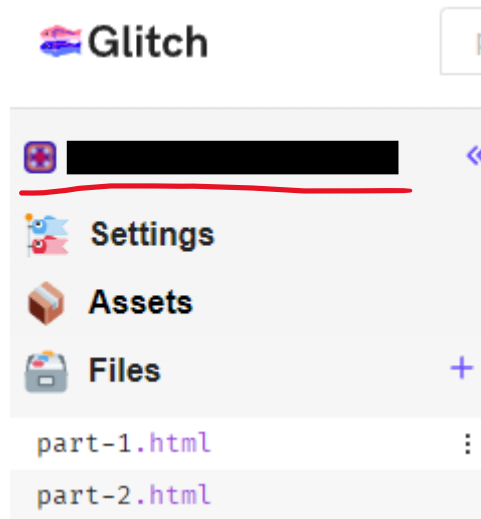 Glitch
Settings
Assets
Files
part-1.html
part-2.html